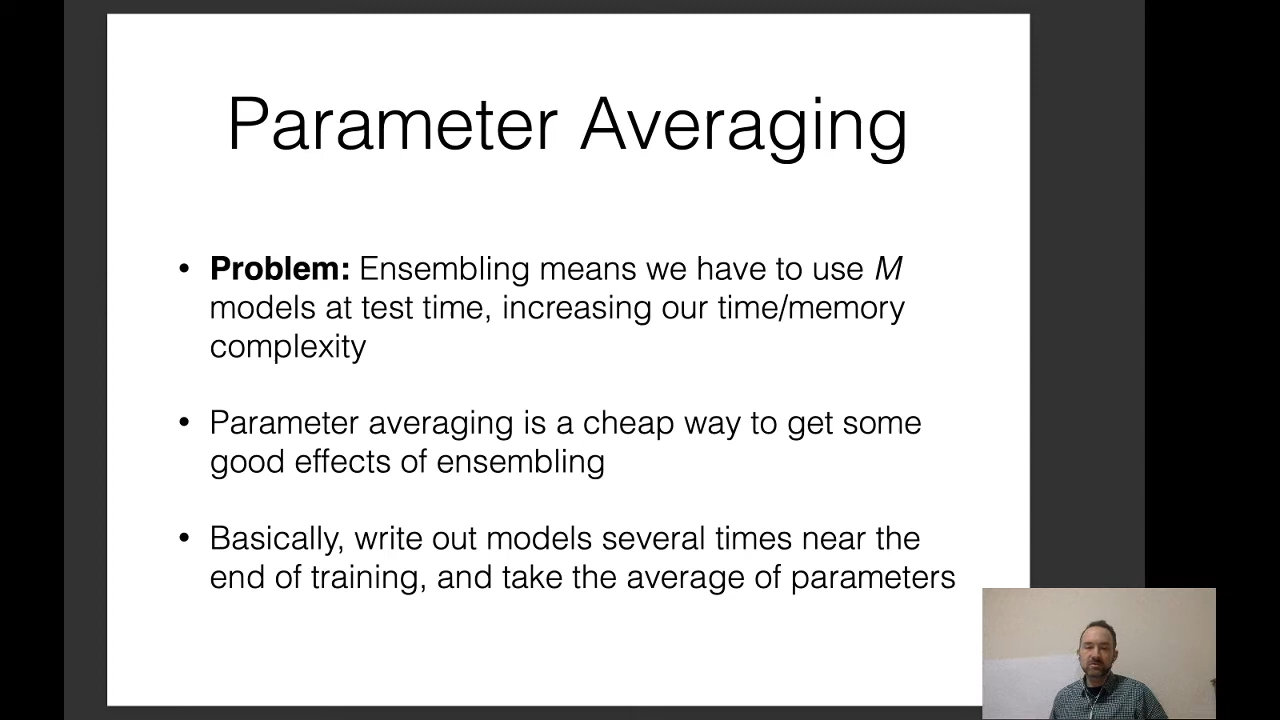 Parameter Averaging
• Problem: Ensembling means we have to use M
models at test time, increasing our time/memory
complexity
• Parameter averaging is a cheap way to get some
good effects of ensembling
• Basically, write out models several times near the
end of training, and take the average of parameters